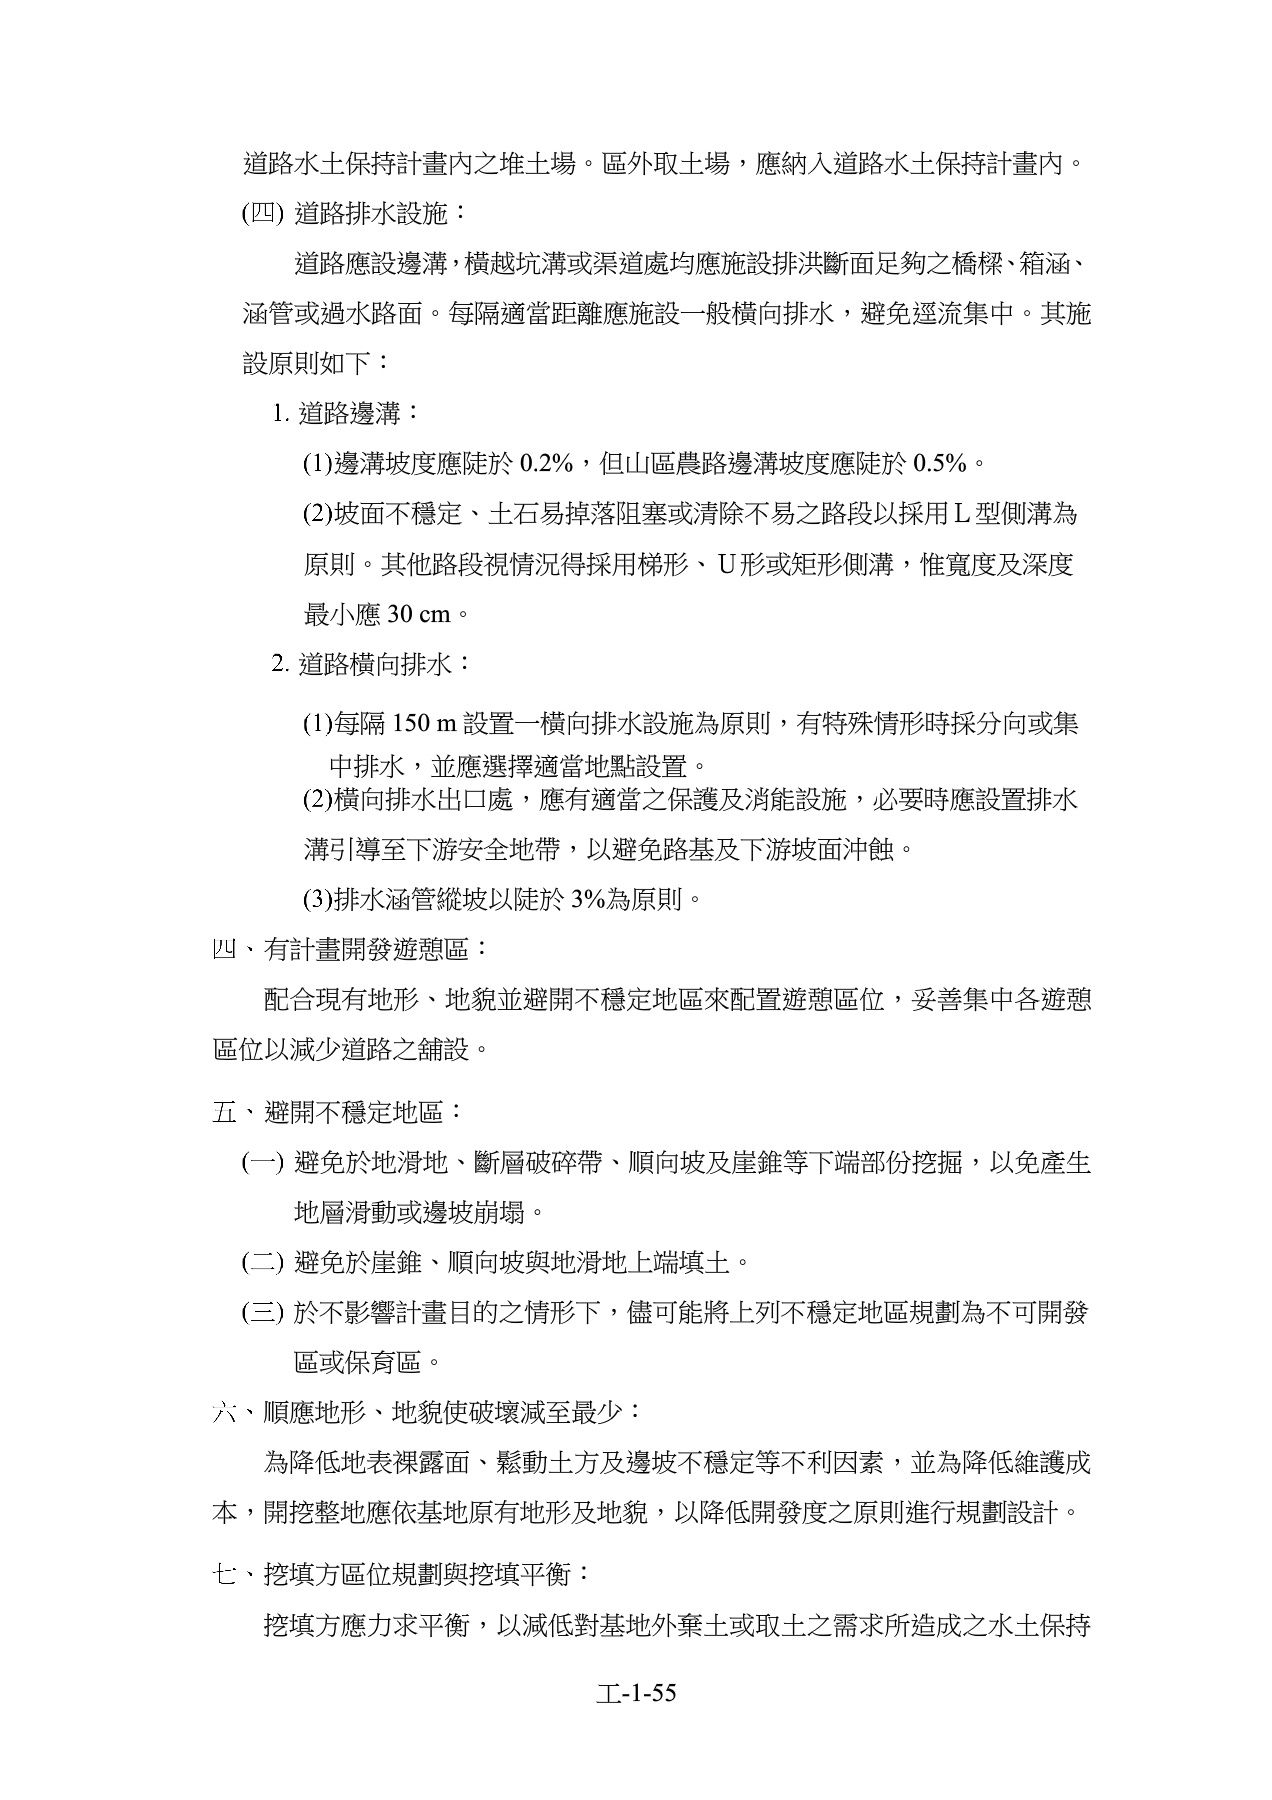 道路水土保持計畫內之堆土場。區外取土場，應納入道路水土保持計畫內。
(四) 道路排水設施：
道路應設邊溝，橫越坑溝或渠道處均應施設排洪斷面足夠之橋樑、箱涵、
涵管或過水路面。每隔適當距離應施設一般橫向排水，避免逕流集中。其施
設原則如下：
1. 道路邊溝：
(1)邊溝坡度應陡於 0.2%，但山區農路邊溝坡度應陡於 0.5%。
(2)坡面不穩定、土石易掉落阻塞或清除不易之路段以採用Ｌ型側溝為
原則。其他路段視情況得採用梯形、Ｕ形或矩形側溝，惟寬度及深度
最小應 30 cm。
2. 道路橫向排水：
(1)每隔 150 m 設置一橫向排水設施為原則，有特殊情形時採分向或集
中排水，並應選擇適當地點設置。
(2)橫向排水出口處，應有適當之保護及消能設施，必要時應設置排水
溝引導至下游安全地帶，以避免路基及下游坡面沖蝕。
(3)排水涵管縱坡以陡於 3%為原則。
四、有計畫開發遊憩區：
配合現有地形、地貌並避開不穩定地區來配置遊憩區位，妥善集中各遊憩
區位以減少道路之舖設。
五、避開不穩定地區：
(一) 避免於地滑地、斷層破碎帶、順向坡及崖錐等下端部份挖掘，以免產生
地層滑動或邊坡崩塌。
(二) 避免於崖錐、順向坡與地滑地上端填土。
(三) 於不影響計畫目的之情形下，儘可能將上列不穩定地區規劃為不可開發
區或保育區。
六、順應地形、地貌使破壞減至最少：
為降低地表裸露面、鬆動土方及邊坡不穩定等不利因素，並為降低維護成
本，開挖整地應依基地原有地形及地貌，以降低開發度之原則進行規劃設計。
七、挖填方區位規劃與挖填平衡：
挖填方應力求平衡，以減低對基地外棄土或取土之需求所造成之水土保持
工-1-55